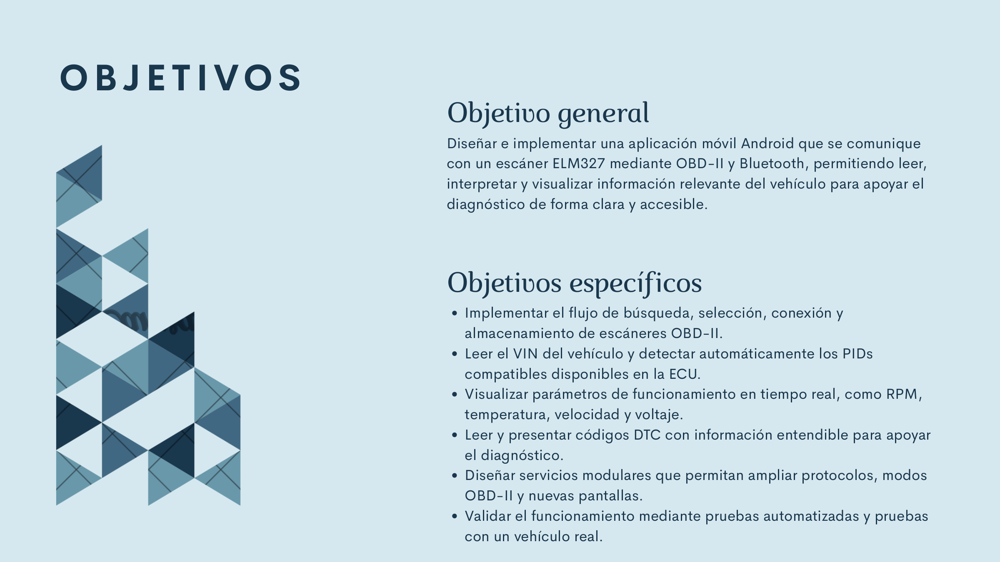 OBJETIVOS
Objetivo general
Diseñar e implementar una aplicación móvil Android que se comunique
con un escáner ELM327 mediante OBD-II y Bluetooth, permitiendo leer,
interpretar y visualizar información relevante del vehículo para apoyar el
diagnóstico de forma clara y accesible.
Objetivos específicos
• Implementar el flujo de búsqueda, selección, conexión y
almacenamiento de escáneres OBD-II.
• Leer el VIN del vehículo y detectar automáticamente los PIDs
compatibles disponibles en la ECU.
• Visualizar parámetros de funcionamiento en tiempo real, como RPM,
temperatura, velocidad y voltaje.
• Leer y presentar códigos DTC con información entendible para apoyar
el diagnóstico.
• Diseñar servicios modulares que permitan ampliar protocolos, modos
OBD-II y nuevas pantallas.
• Validar el funcionamiento mediante pruebas automatizadas y pruebas
con un vehículo real.